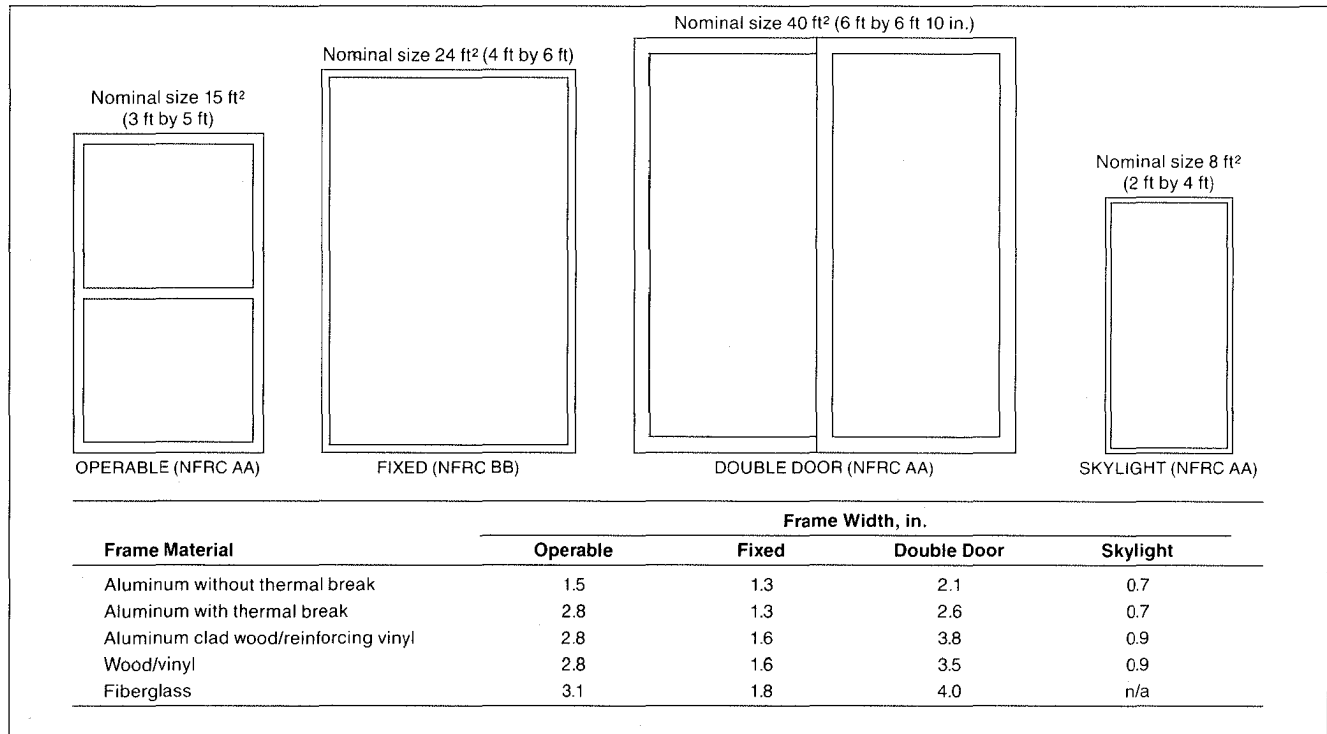 Nominal size 40 ft² (6 ft by 6 ft 10 in.)
Nominal size 24 ft² (4 ft by 6 ft)
Nominal size 15 ft²
(3 ft by 5 ft)
Nominal size 8 ft²
(2 ft by 4 ft)
OPERABLE (NFRC AA)
FIXED (NFRC BB)
DOUBLE DOOR (NFRC AA)
SKYLIGHT (NFRC AA)
Frame Width, in.
Frame Material Operable Fixed Double Door Skylight
Aluminum without thermal break 1.5 1.3 2.1 0.7
Aluminum with thermal break 2.8 1.3 2.6 0.7
Aluminum clad wood/reinforcing vinyl 2.8 1.6 3.8 0.9
Wood/vinyl 2.8 1.6 3.5 0.9
Fiberglass 3.1 1.8 4.0 n/a